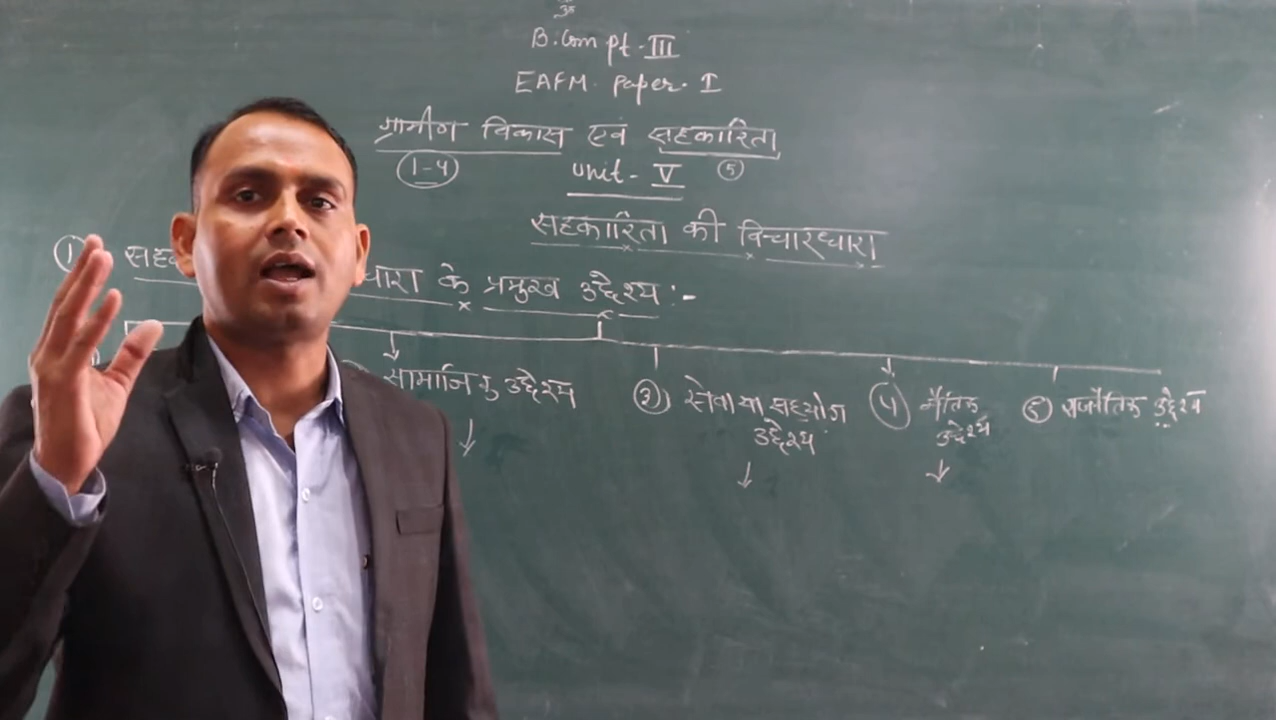 ॐ
B.Com pt. III
EAFM. Paper. I
ग्रामीण विकास एवं सहकारिता
(1-4) (5)
Unit - V
सहकारिता की विचारधारा
(1) के प्रमुख उद्देश्य :-
सामाजिक उद्देश्य
(3) सेवा या सहयोग उद्देश्य
(4) नैतिक उद्देश्य
(5) राजनैतिक उद्देश्य